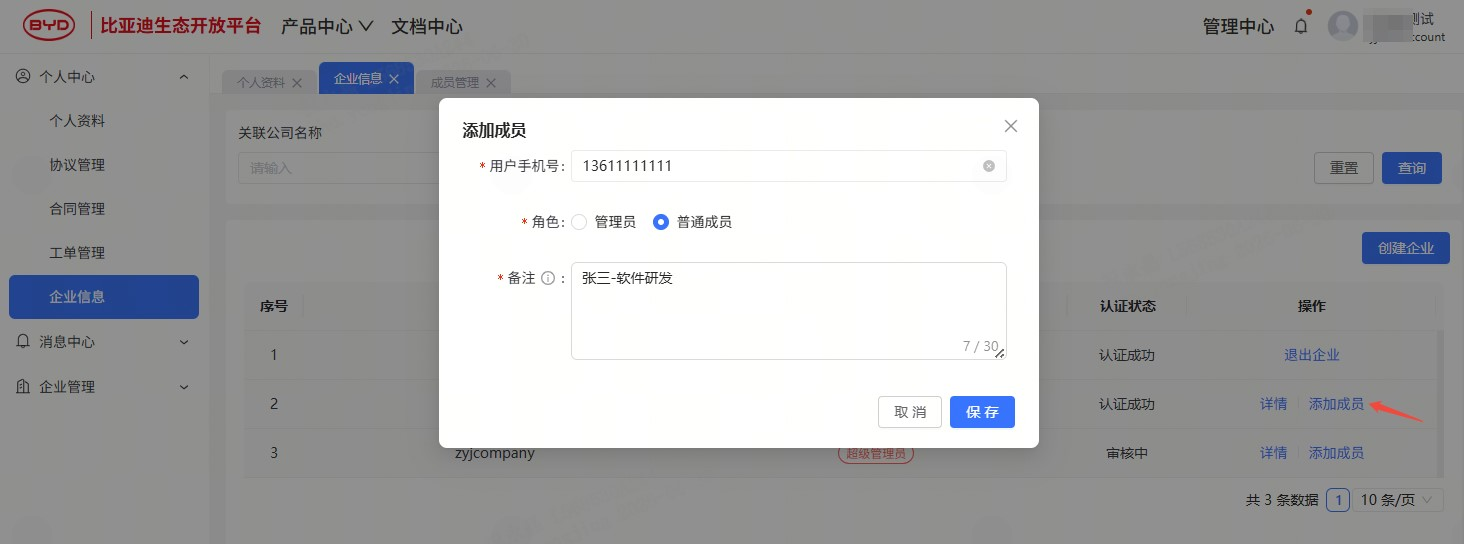 BYD 比亚迪生态开放平台 产品中心 文档中心 管理中心 测试
ccount
个人中心
个人资料
协议管理
合同管理
工单管理
企业信息
消息中心
企业管理
个人资料 企业信息 成员管理
关联公司名称
请输入
重置 查询
创建企业
添加成员
* 用户手机号: 13611111111
* 角色: 管理员 普通成员
* 备注 : 张三-软件研发
7 / 30
取消 保存
序号 认证状态 操作
1 认证成功 退出企业
2 认证成功 详情 添加成员
3 zyjcompany 超级管理员 审核中 详情 添加成员
共 3 条数据 1 10 条/页